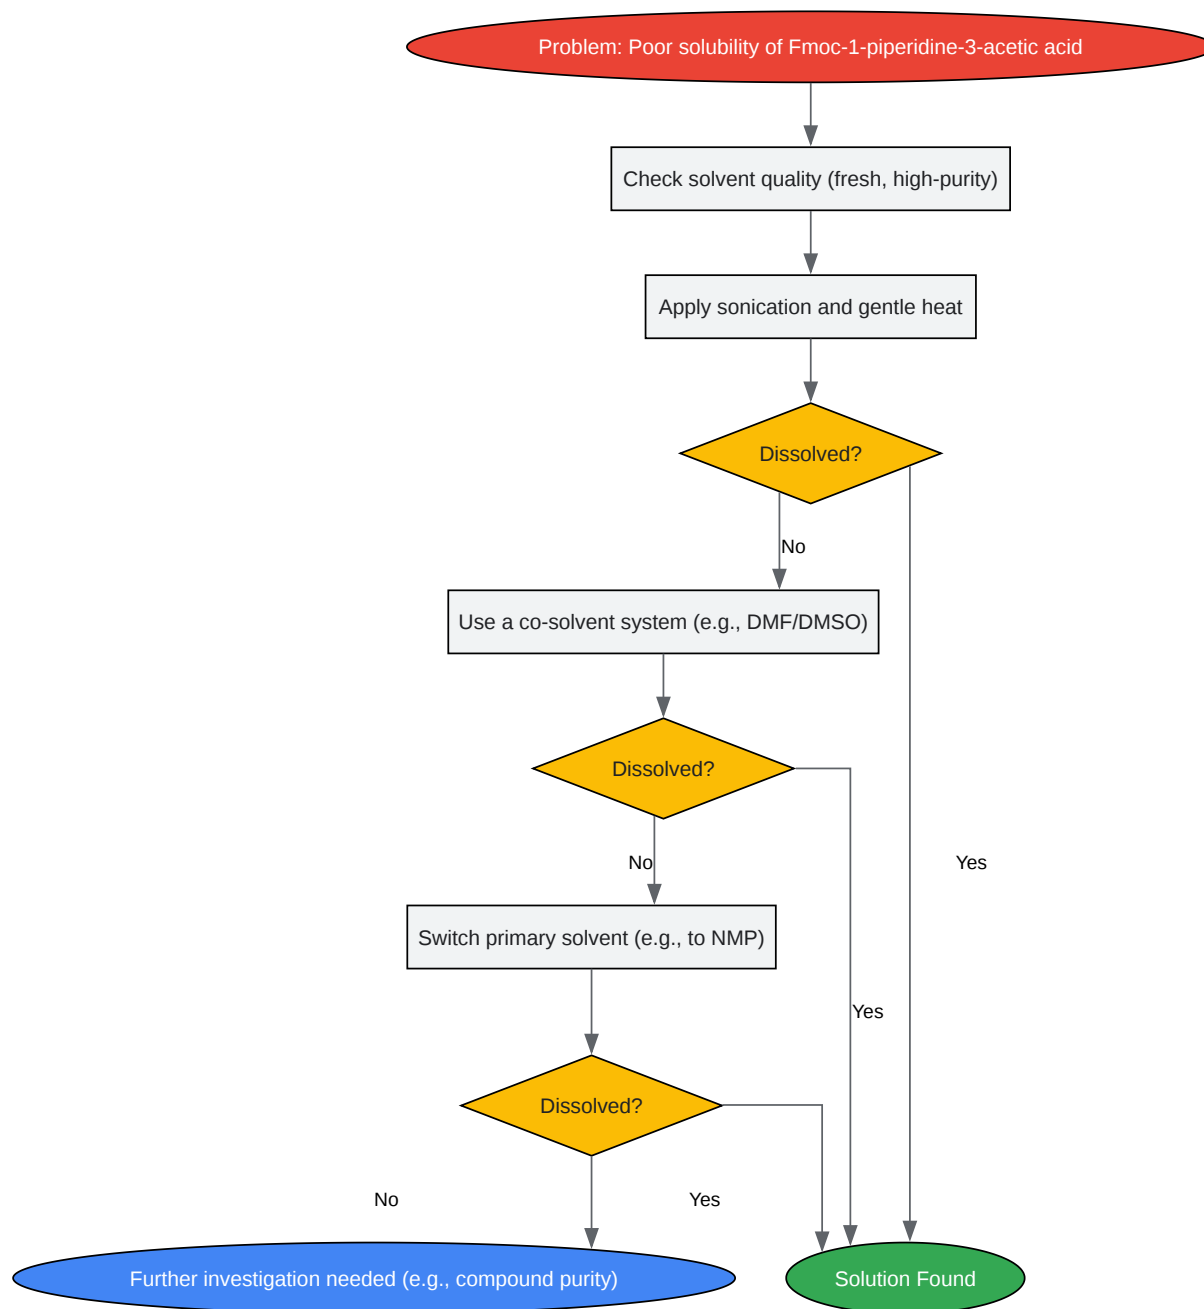 Problem: Poor solubility of Fmoc-1-piperidine-3-acetic acid
Check solvent quality (fresh, high-purity)
Apply sonication and gentle heat
Dissolved?
No
Use a co-solvent system (e.g., DMF/DMSO)
Dissolved?
No
Yes
Switch primary solvent (e.g., to NMP)
Yes
Dissolved?
No
Yes
Further investigation needed (e.g., compound purity)
Solution Found